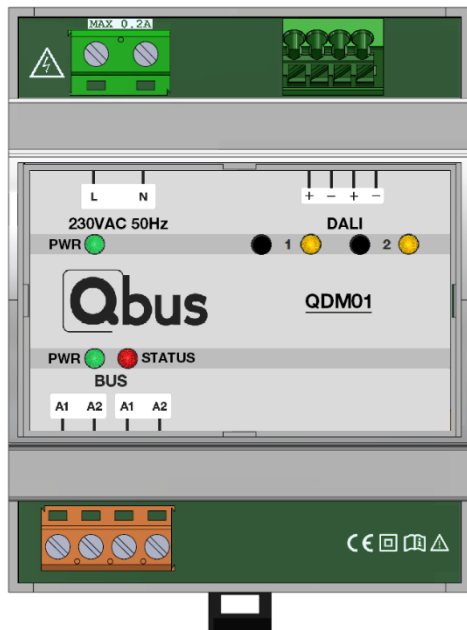 MAX 0,2A
L N
+ − + −
230VAC 50Hz DALI
PWR 1 2
Qbus QDM01
PWR STATUS
BUS
A1 A2 A1 A2
CE